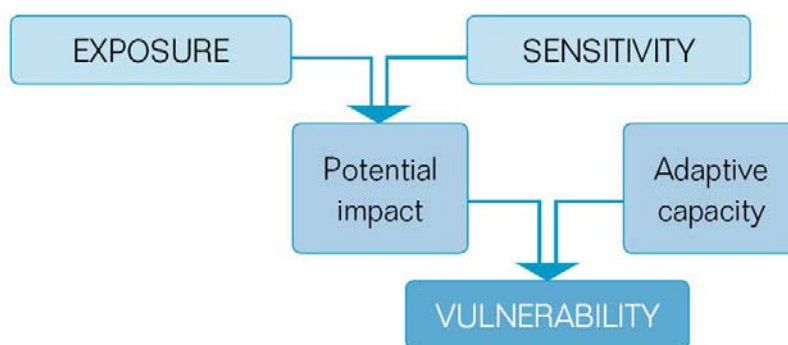 EXPOSURE
SENSITIVITY
Potential
impact
Adaptive
capacity
VULNERABILITY